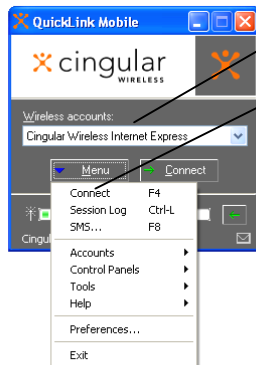 QuickLink Mobile
cingular
WIRELESS
Wireless accounts:
Cingular Wireless Internet Express
Menu
Connect
Connect F4
Session Log Ctrl-L
SMS... F8
Cingul
Accounts
Control Panels
Tools
Help
Preferences...
Exit